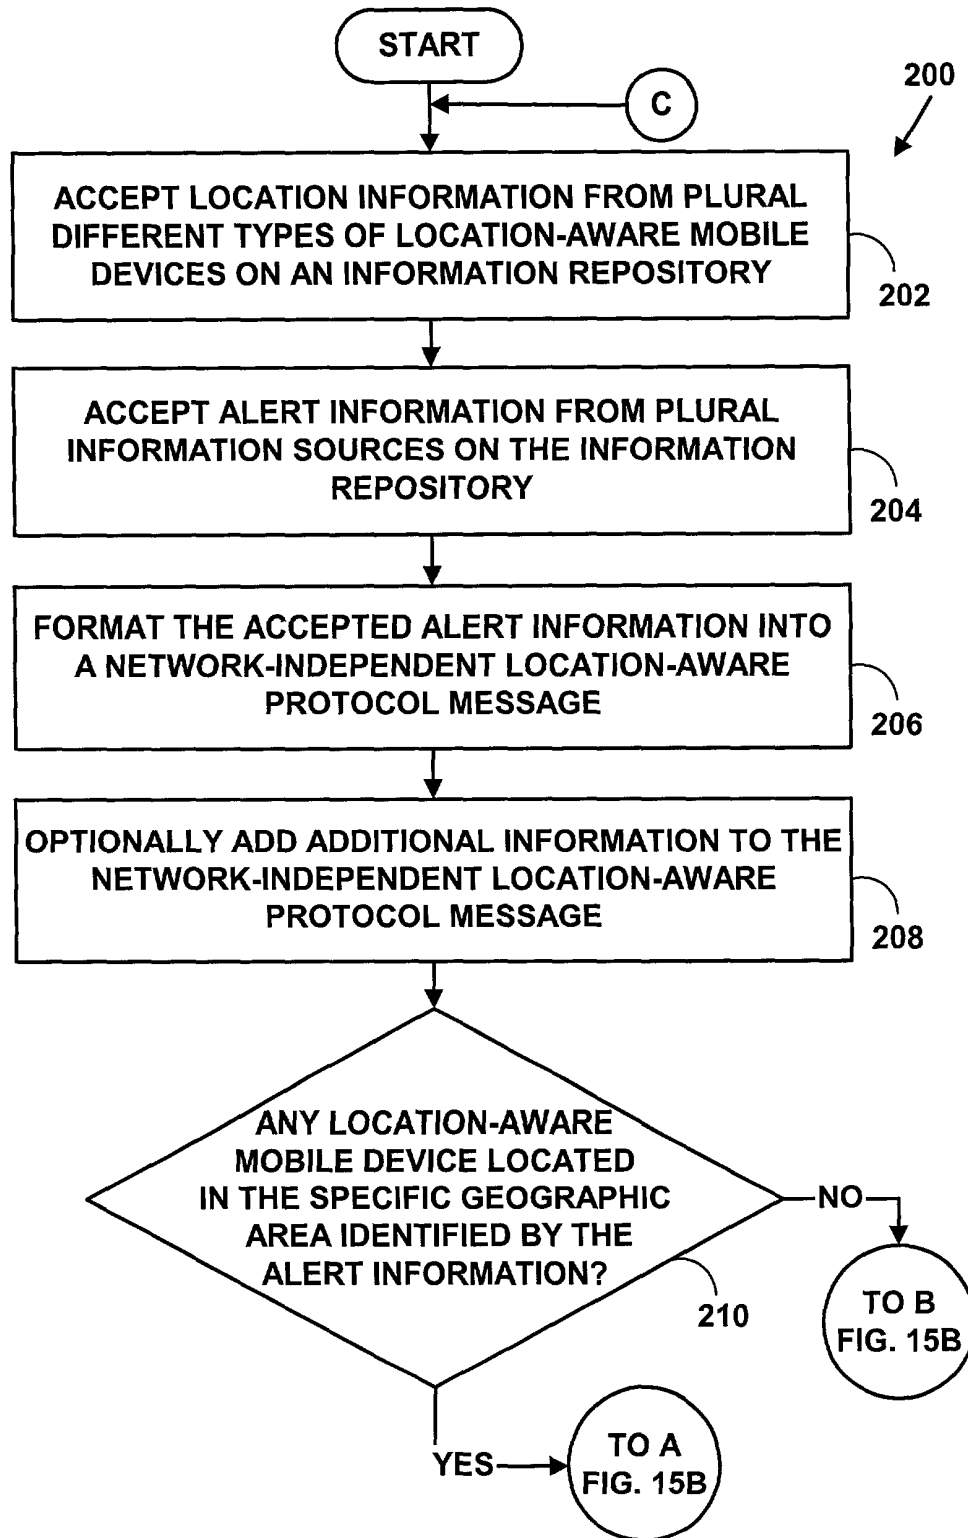 START
C
200
ACCEPT LOCATION INFORMATION FROM PLURAL
DIFFERENT TYPES OF LOCATION-AWARE MOBILE
DEVICES ON AN INFORMATION REPOSITORY
202
ACCEPT ALERT INFORMATION FROM PLURAL
INFORMATION SOURCES ON THE INFORMATION
REPOSITORY
204
FORMAT THE ACCEPTED ALERT INFORMATION INTO
A NETWORK-INDEPENDENT LOCATION-AWARE
PROTOCOL MESSAGE
206
OPTIONALLY ADD ADDITIONAL INFORMATION TO THE
NETWORK-INDEPENDENT LOCATION-AWARE
PROTOCOL MESSAGE
208
ANY LOCATION-AWARE
MOBILE DEVICE LOCATED
IN THE SPECIFIC GEOGRAPHIC
AREA IDENTIFIED BY THE
ALERT INFORMATION?
210
NO
TO B
FIG. 15B
YES
TO A
FIG. 15B